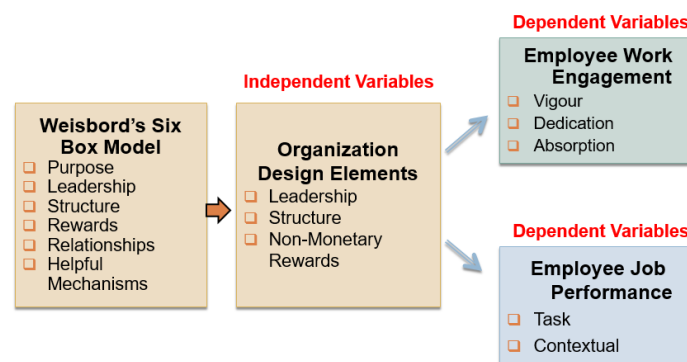 Weisbord’s Six
Box Model
Purpose
Leadership
Structure
Rewards
Relationships
Helpful
Mechanisms
Independent Variables
Organization
Design Elements
Leadership
Structure
Non-Monetary
Rewards
Dependent Variables
Employee Work
Engagement
Vigour
Dedication
Absorption
Dependent Variables
Employee Job
Performance
Task
Contextual